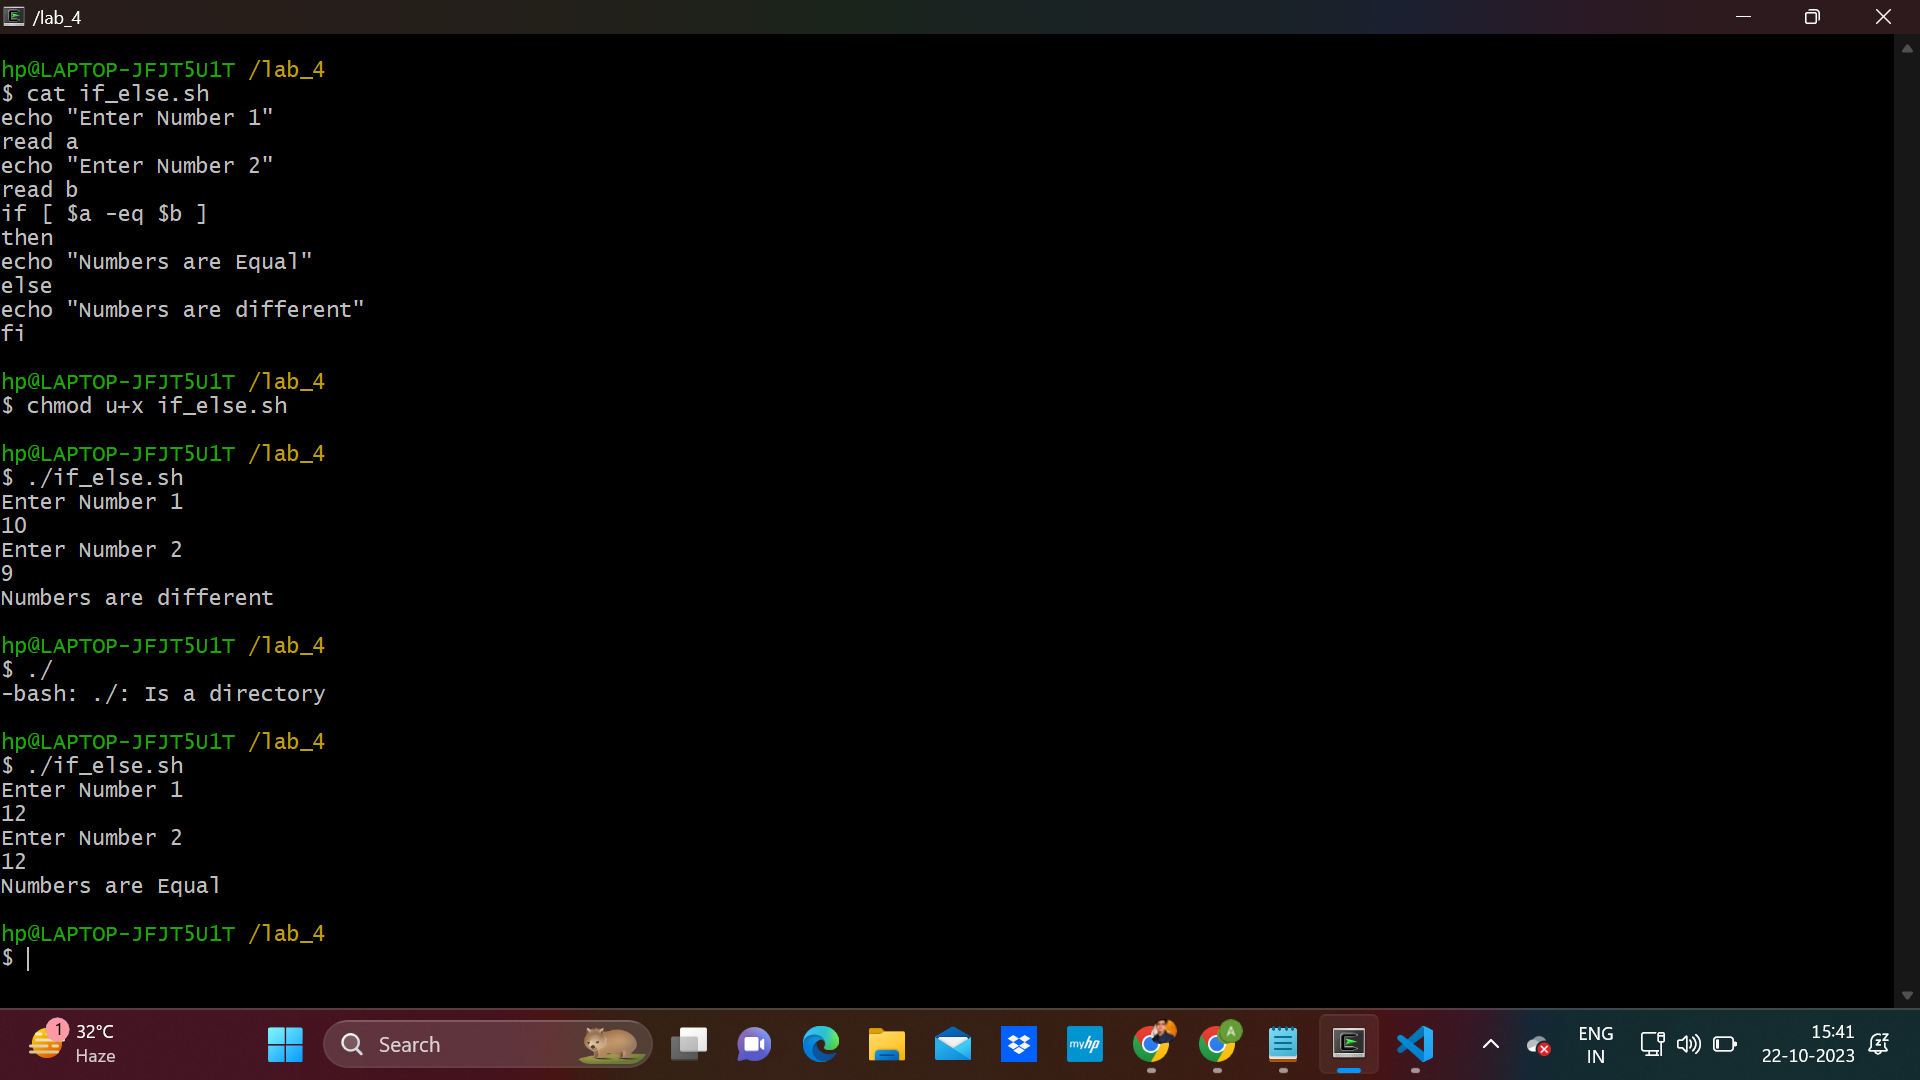 /lab_4
hp@LAPTOP-JFJT5U1T /lab_4
$ cat if_else.sh
echo "Enter Number 1"
read a
echo "Enter Number 2"
read b
if [ $a -eq $b ]
then
echo "Numbers are Equal"
else
echo "Numbers are different"
fi
hp@LAPTOP-JFJT5U1T /lab_4
$ chmod u+x if_else.sh
hp@LAPTOP-JFJT5U1T /lab_4
$ ./if_else.sh
Enter Number 1
10
Enter Number 2
9
Numbers are different
hp@LAPTOP-JFJT5U1T /lab_4
$ ./
-bash: ./: Is a directory
hp@LAPTOP-JFJT5U1T /lab_4
$ ./if_else.sh
Enter Number 1
12
Enter Number 2
12
Numbers are Equal
hp@LAPTOP-JFJT5U1T /lab_4
$
1
32°C
Haze
Search
myhp
A
ENG
IN
15:41
22-10-2023